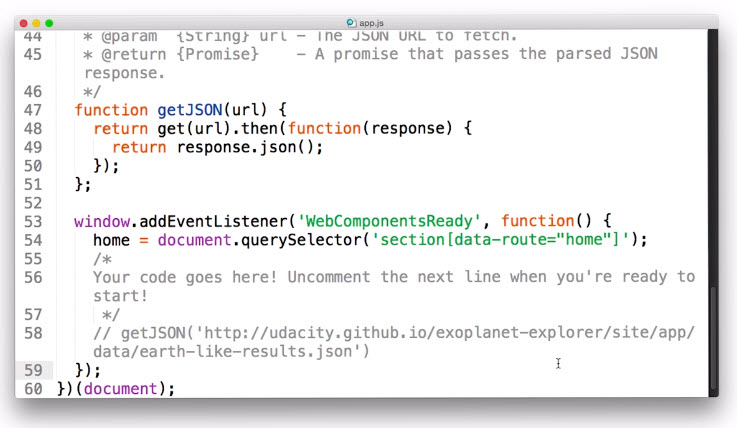 app.js
44 * @param {String} url - The JSON URL to fetch.
45 * @return {Promise} - A promise that passes the parsed JSON
response.
46 */
47 function getJSON(url) {
48 return get(url).then(function(response) {
49 return response.json();
50 });
51 };
52
53 window.addEventListener('WebComponentsReady', function() {
54 home = document.querySelector('section[data-route="home"]');
55 /*
56 Your code goes here! Uncomment the next line when you're ready to
start!
57 */
58 // getJSON('http://udacity.github.io/exoplanet-explorer/site/app/
data/earth-like-results.json')
59 });
60 })(document);